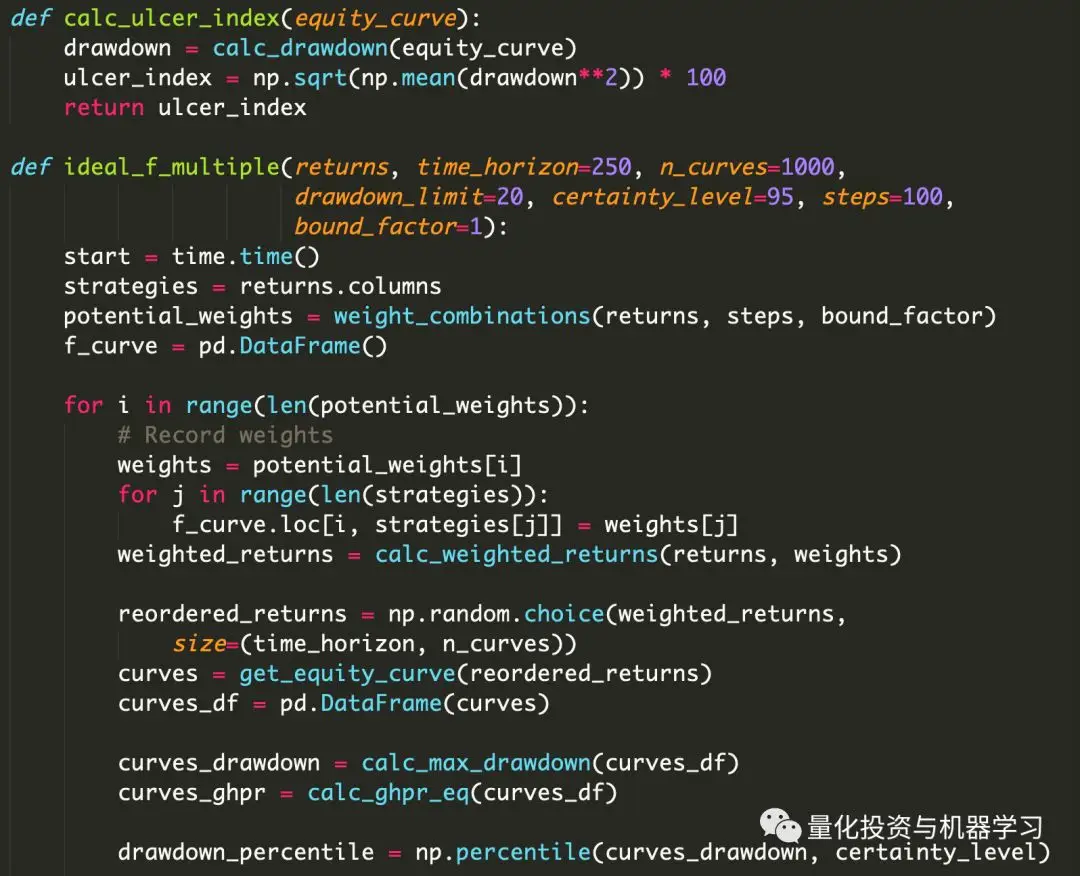 def calc_ulcer_index(equity_curve):
    drawdown = calc_drawdown(equity_curve)
    ulcer_index = np.sqrt(np.mean(drawdown**2)) * 100
    return ulcer_index

def ideal_f_multiple(returns, time_horizon=250, n_curves=1000,
                     drawdown_limit=20, certainty_level=95, steps=100,
                     bound_factor=1):
    start = time.time()
    strategies = returns.columns
    potential_weights = weight_combinations(returns, steps, bound_factor)
    f_curve = pd.DataFrame()

    for i in range(len(potential_weights)):
        # Record weights
        weights = potential_weights[i]
        for j in range(len(strategies)):
            f_curve.loc[i, strategies[j]] = weights[j]
        weighted_returns = calc_weighted_returns(returns, weights)

        reordered_returns = np.random.choice(weighted_returns,
            size=(time_horizon, n_curves))
        curves = get_equity_curve(reordered_returns)
        curves_df = pd.DataFrame(curves)

        curves_drawdown = calc_max_drawdown(curves_df)
        curves_ghpr = calc_ghpr_eq(curves_df)

量化投资与机器学习
        drawdown_percentile = np.percentile(curves_drawdown, certainty_level)